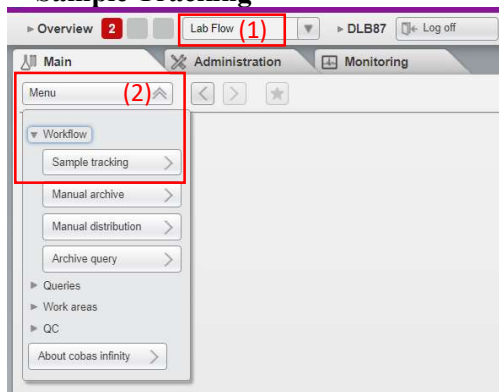 Sample Tracking
Overview 2 Lab Flow (1) DLB87 Log off
Main Administration Monitoring
Menu (2)
Workflow
Sample tracking
Manual archive
Manual distribution
Archive query
Queries
Work areas
QC
About cobas infinity